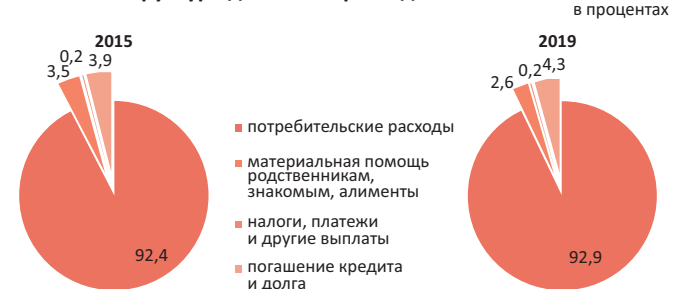 в процентах
2015
2019
0,2
3,9
3,5
0,2
4,3
2,6
потребительские расходы
материальная помощь
родственникам,
знакомым, алименты
налоги, платежи
и другие выплаты
погашение кредита
и долга
92,4
92,9